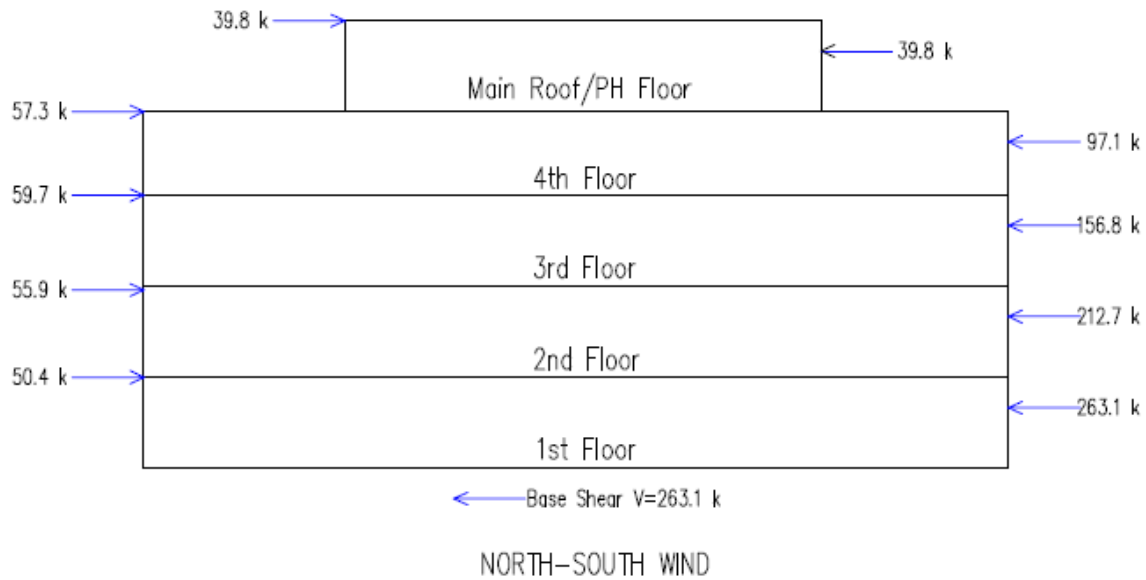 39.8 k
39.8 k
Main Roof/PH Floor
57.3 k
97.1 k
4th Floor
59.7 k
156.8 k
3rd Floor
55.9 k
212.7 k
2nd Floor
50.4 k
263.1 k
1st Floor
Base Shear V=263.1 k
NORTH-SOUTH WIND